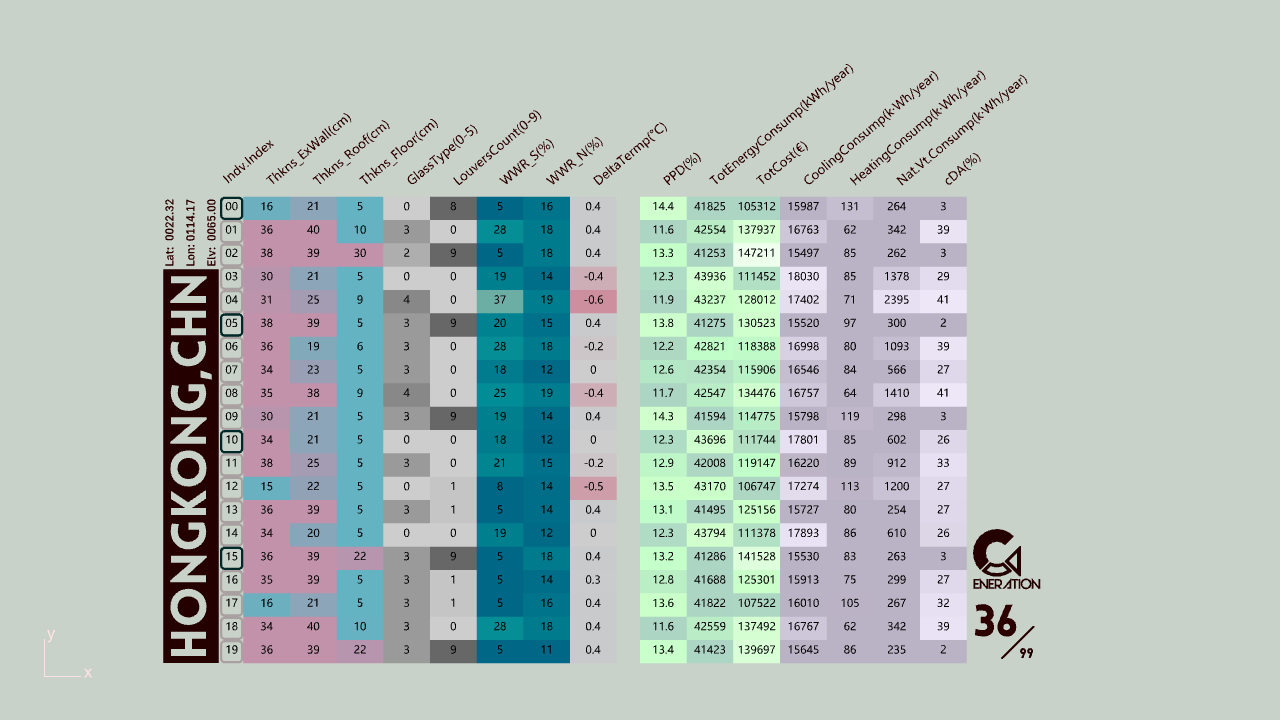 Indv.Index Thkns_ExWall(cm) Thkns_Roof(cm) Thkns_Floor(cm) GlassType(0-5) LouversCount(0-9) WWR_S(%) WWR_N(%) DeltaTermp(°C) PPD(%) TotEnergyConsump(kWh/year) TotCost(€) CoolingConsump(k·Wh/year) HeatingConsump(k·Wh/year) Nat.Vt.Consump(k·Wh/year) cDA(%)
Lat: 0022.32
Lon: 0114.17
Elv: 0065.00
HONGKONG,CHN
00 16 21 5 0 8 5 16 0.4 14.4 41825 105312 15987 131 264 3
01 36 40 10 3 0 28 18 0.4 11.6 42554 137937 16763 62 342 39
02 38 39 30 2 9 5 18 0.4 13.3 41253 147211 15497 85 262 3
03 30 21 5 0 0 19 14 -0.4 12.3 43936 111452 18030 85 1378 29
04 31 25 9 4 0 37 19 -0.6 11.9 43237 128012 17402 71 2395 41
05 38 39 5 3 9 20 15 0.4 13.8 41275 130523 15520 97 300 2
06 36 19 6 3 0 28 18 -0.2 12.2 42821 118388 16998 80 1093 39
07 34 23 5 3 0 18 12 0 12.6 42354 115906 16546 84 566 27
08 35 38 9 4 0 25 19 -0.4 11.7 42547 134476 16757 64 1410 41
09 30 21 5 3 9 19 14 0.4 14.3 41594 114775 15798 119 298 3
10 34 21 5 0 0 18 12 0 12.3 43696 111744 17801 85 602 26
11 38 25 5 3 0 21 15 -0.2 12.9 42008 119147 16220 89 912 33
12 15 22 5 0 1 8 14 -0.5 13.5 43170 106747 17274 113 1200 27
13 36 39 5 3 1 5 14 0.4 13.1 41495 125156 15727 80 254 27
14 34 20 5 0 0 19 12 0 12.3 43794 111378 17893 86 610 26
15 36 39 22 3 9 5 18 0.4 13.2 41286 141528 15530 83 263 3
16 35 39 5 3 1 5 14 0.3 12.8 41688 125301 15913 75 299 27
17 16 21 5 3 1 5 16 0.4 13.6 41822 107522 16010 105 267 32
18 34 40 10 3 0 28 18 0.4 11.6 42559 137492 16767 62 342 39
19 36 39 22 3 9 5 11 0.4 13.4 41423 139697 15645 86 235 2
GENERATION
36/99
y
x